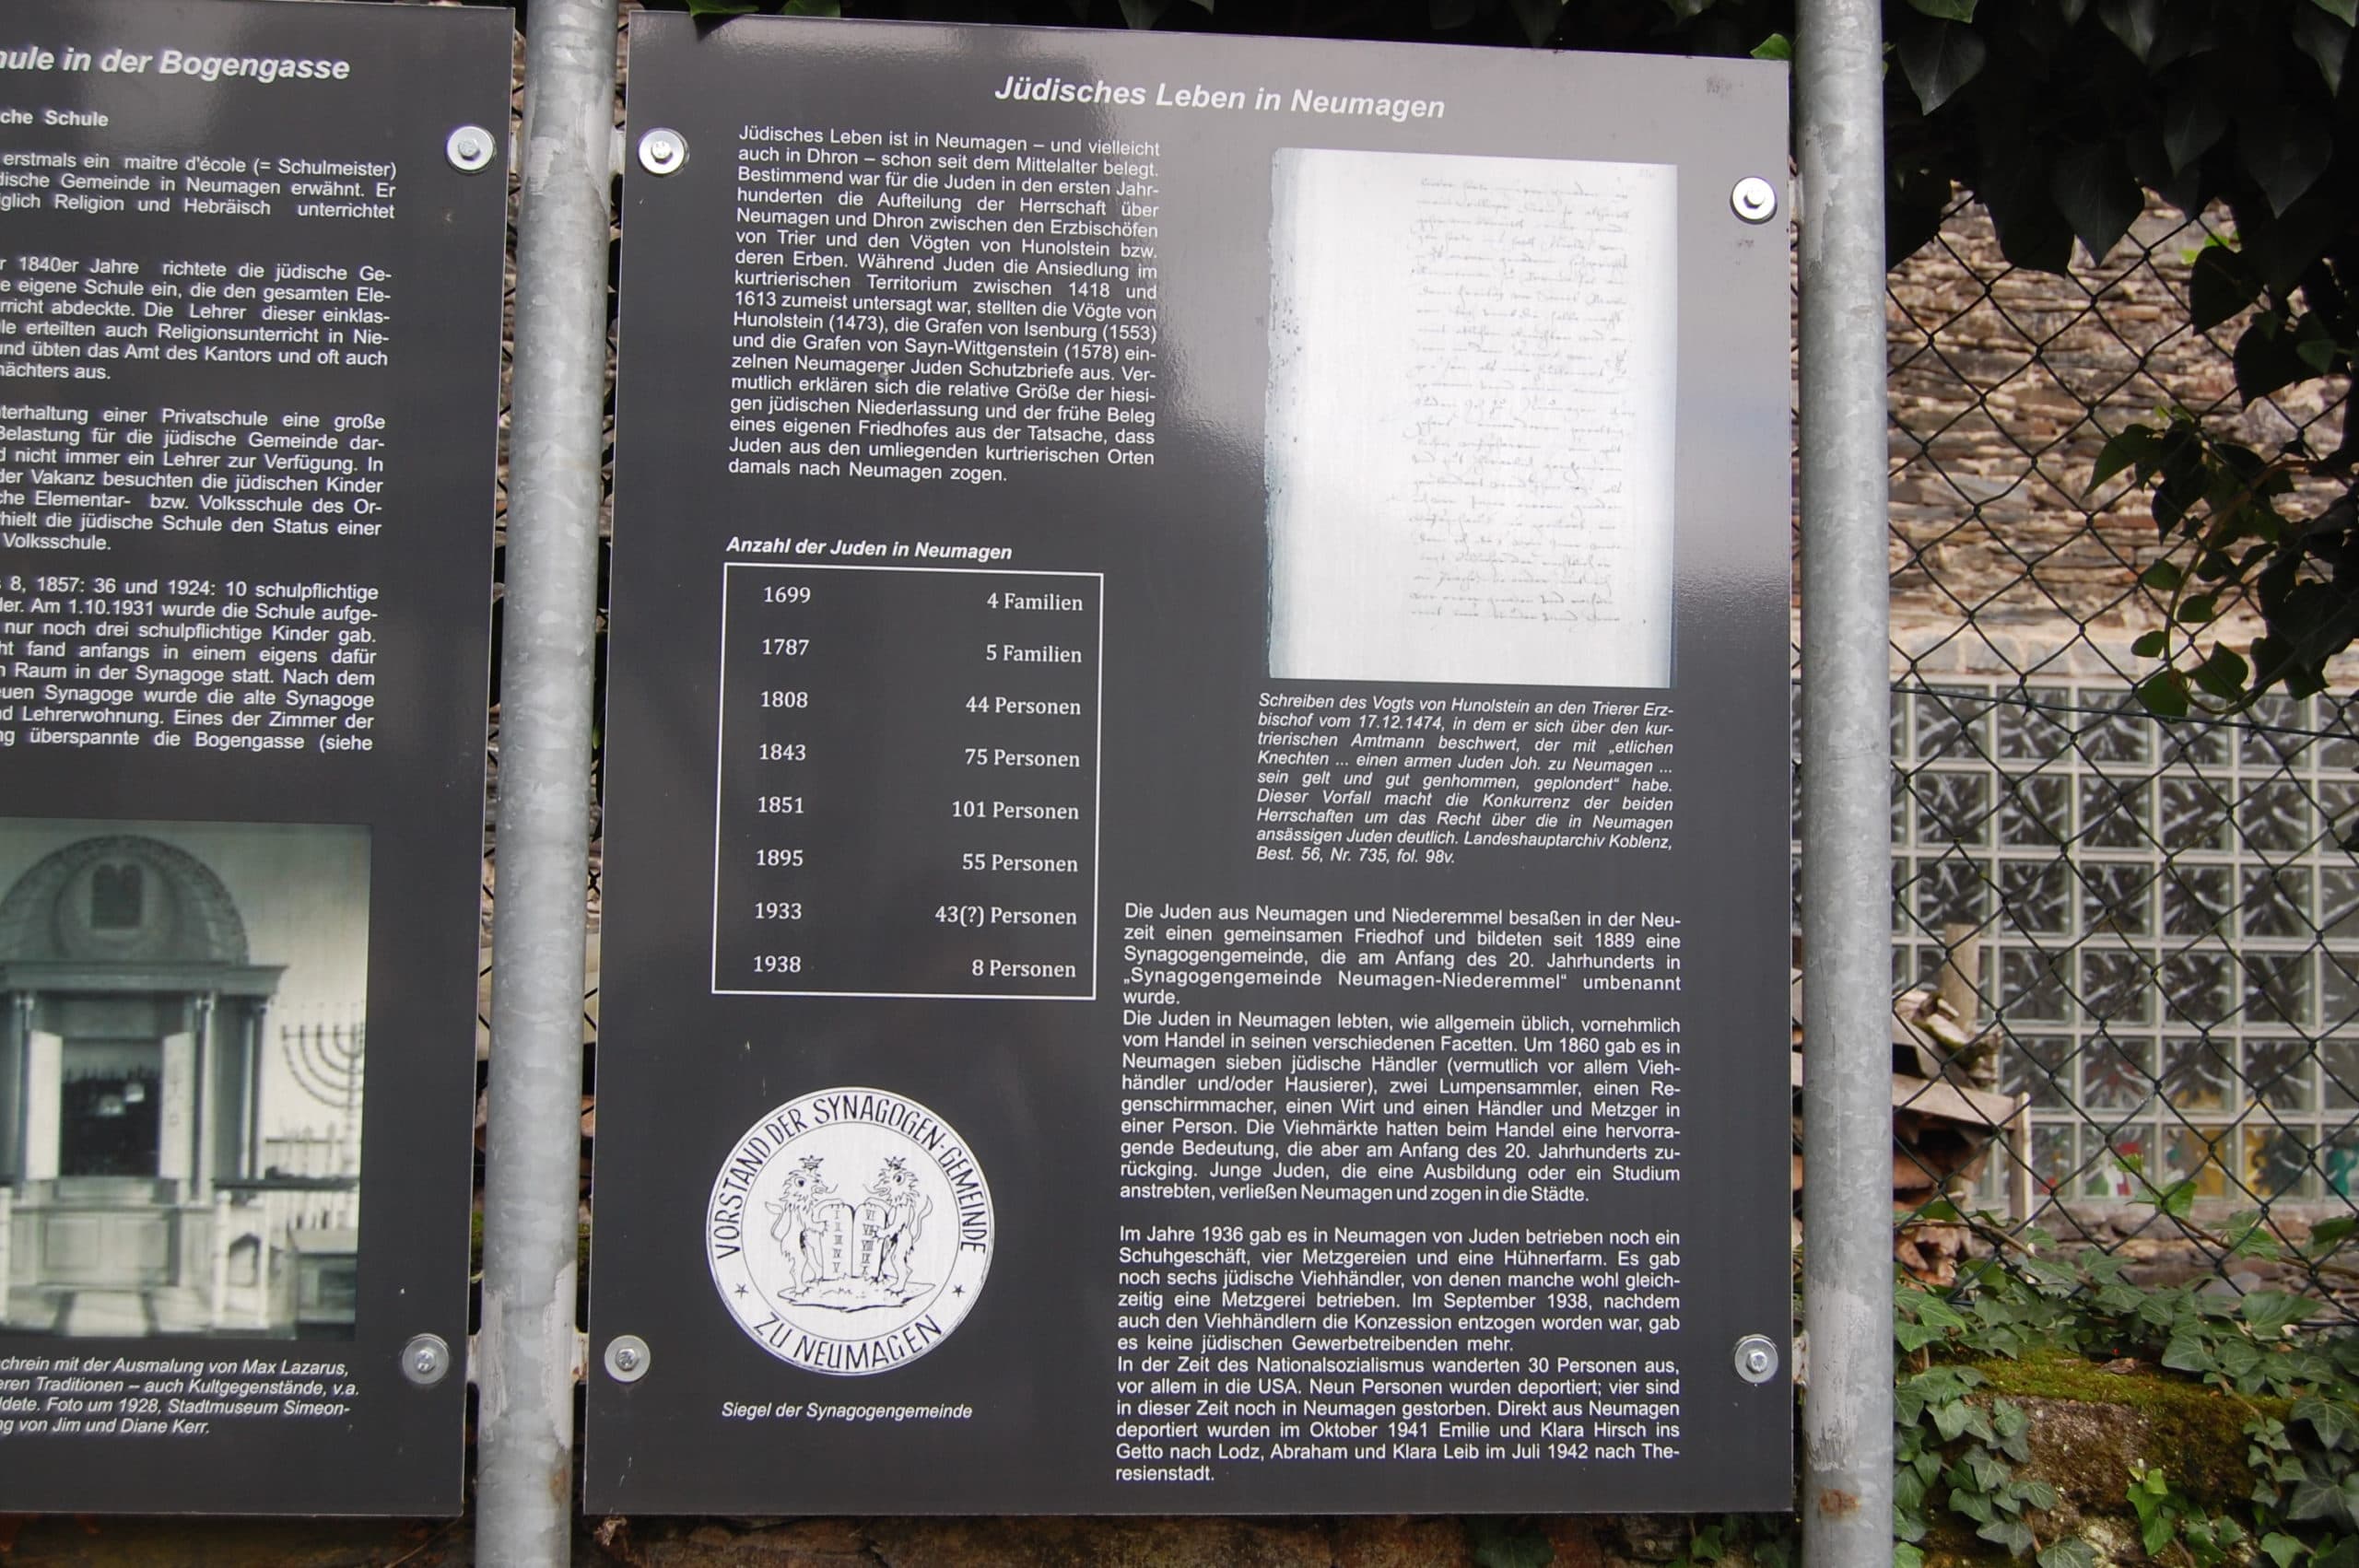 hule in der Bogengasse
che Schule
erstmals ein maitre d'école (= Schulmeister)
dische Gemeinde in Neumagen erwähnt. Er
glich Religion und Hebräisch unterrichtet
r 1840er Jahre richtete die jüdische Ge-
e eigene Schule ein, die den gesamten Ele-
rricht abdeckte. Die Lehrer dieser einklas-
le erteilten auch Religionsunterricht in Nie-
und übten das Amt des Kantors und oft auch
nächters aus.
nterhaltung einer Privatschule eine große
Belastung für die jüdische Gemeinde dar-
d nicht immer ein Lehrer zur Verfügung. In
der Vakanz besuchten die jüdischen Kinder
che Elementar- bzw. Volksschule des Or-
rhielt die jüdische Schule den Status einer
Volksschule.
8, 1857: 36 und 1924: 10 schulpflichtige
der. Am 1.10.1931 wurde die Schule aufge-
nur noch drei schulpflichtige Kinder gab.
ht fand anfangs in einem eigens dafür
n Raum in der Synagoge statt. Nach dem
euen Synagoge wurde die alte Synagoge
nd Lehrerwohnung. Eines der Zimmer der
ng überspannte die Bogengasse (siehe
chrein mit der Ausmalung von Max Lazarus,
eren Traditionen – auch Kultgegenstände, v.a.
ldete. Foto um 1928, Stadtmuseum Simeon-
ng von Jim und Diane Kerr.
Jüdisches Leben in Neumagen
Jüdisches Leben ist in Neumagen – und vielleicht
auch in Dhron – schon seit dem Mittelalter belegt.
Bestimmend war für die Juden in den ersten Jahr-
hunderten die Aufteilung der Herrschaft über
Neumagen und Dhron zwischen den Erzbischöfen
von Trier und den Vögten von Hunolstein bzw.
deren Erben. Während Juden die Ansiedlung im
kurtrierischen Territorium zwischen 1418 und
1613 zumeist untersagt war, stellten die Vögte von
Hunolstein (1473), die Grafen von Isenburg (1553)
und die Grafen von Sayn-Wittgenstein (1578) ein-
zelnen Neumagener Juden Schutzbriefe aus. Ver-
mutlich erklären sich die relative Größe der hiesi-
gen jüdischen Niederlassung und der frühe Beleg
eines eigenen Friedhofes aus der Tatsache, dass
Juden aus den umliegenden kurtrierischen Orten
damals nach Neumagen zogen.
Anzahl der Juden in Neumagen
1699 4 Familien
1787 5 Familien
1808 44 Personen
1843 75 Personen
1851 101 Personen
1895 55 Personen
1933 43(?) Personen
1938 8 Personen
VORSTAND DER SYNAGOGEN-GEMEINDE
ZU NEUMAGEN
Siegel der Synagogengemeinde
Schreiben des Vogts von Hunolstein an den Trierer Erz-
bischof vom 17.12.1474, in dem er sich über den kur-
trierischen Amtmann beschwert, der mit „etlichen
Knechten ... einen armen Juden Joh. zu Neumagen ...
sein gelt und gut genhommen, geplondert“ habe.
Dieser Vorfall macht die Konkurrenz der beiden
Herrschaften um das Recht über die in Neumagen
ansässigen Juden deutlich. Landeshauptarchiv Koblenz,
Best. 56, Nr. 735, fol. 98v.
Die Juden aus Neumagen und Niederemmel besaßen in der Neu-
zeit einen gemeinsamen Friedhof und bildeten seit 1889 eine
Synagogengemeinde, die am Anfang des 20. Jahrhunderts in
„Synagogengemeinde Neumagen-Niederemmel“ umbenannt
wurde.
Die Juden in Neumagen lebten, wie allgemein üblich, vornehmlich
vom Handel in seinen verschiedenen Facetten. Um 1860 gab es in
Neumagen sieben jüdische Händler (vermutlich vor allem Vieh-
händler und/oder Hausierer), zwei Lumpensammler, einen Re-
genschirmmacher, einen Wirt und einen Händler und Metzger in
einer Person. Die Viehmärkte hatten beim Handel eine hervorra-
gende Bedeutung, die aber am Anfang des 20. Jahrhunderts zu-
rückging. Junge Juden, die eine Ausbildung oder ein Studium
anstrebten, verließen Neumagen und zogen in die Städte.
Im Jahre 1936 gab es in Neumagen von Juden betrieben noch ein
Schuhgeschäft, vier Metzgereien und eine Hühnerfarm. Es gab
noch sechs jüdische Viehhändler, von denen manche wohl gleich-
zeitig eine Metzgerei betrieben. Im September 1938, nachdem
auch den Viehhändlern die Konzession entzogen worden war, gab
es keine jüdischen Gewerbetreibenden mehr.
In der Zeit des Nationalsozialismus wanderten 30 Personen aus,
vor allem in die USA. Neun Personen wurden deportiert; vier sind
in dieser Zeit noch in Neumagen gestorben. Direkt aus Neumagen
deportiert wurden im Oktober 1941 Emilie und Klara Hirsch ins
Getto nach Lodz, Abraham und Klara Leib im Juli 1942 nach The-
resienstadt.